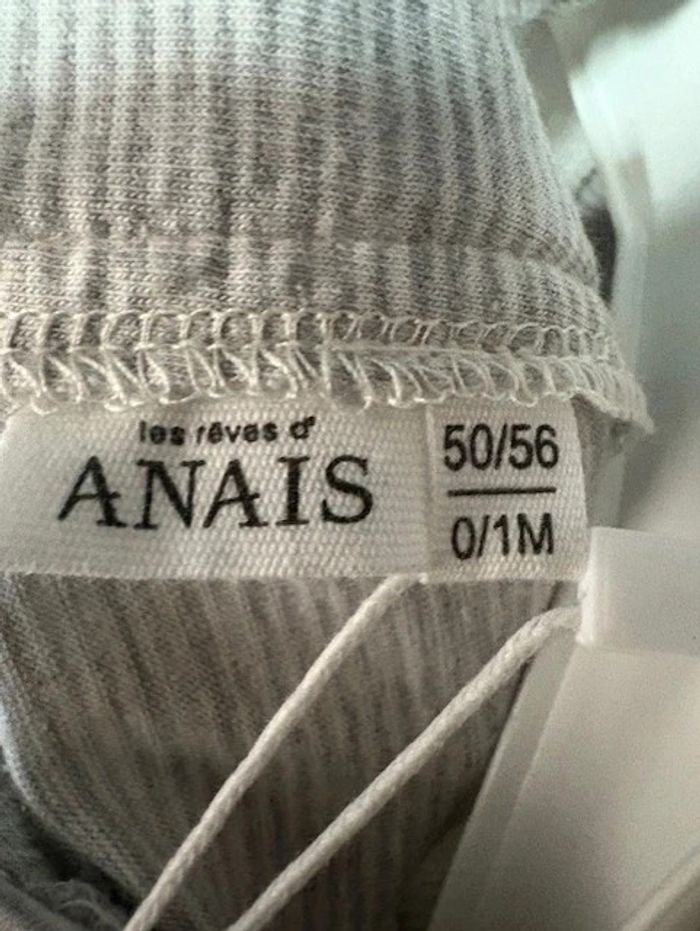 les rêves d'
ANAIS
50/56
0/1M